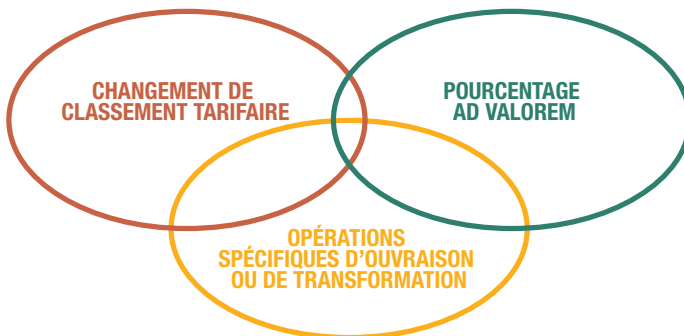 CHANGEMENT DE
CLASSEMENT TARIFAIRE
POURCENTAGE
AD VALOREM
OPÉRATIONS
SPÉCIFIQUES D'OUVRAISON
OU DE TRANSFORMATION